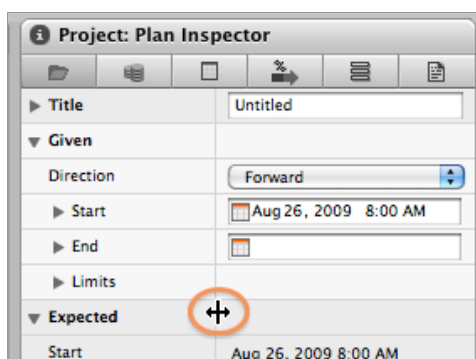 Project: Plan Inspector
%
Title Untitled
Given
Direction Forward
Start Aug 26, 2009 8:00 AM
End
Limits
Expected
Start Aug 26, 2009 8:00 AM